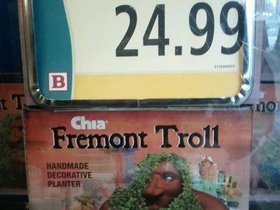 24.99
B
Chia
Fremont Troll
HANDMADE
DECORATIVE
PLANTER